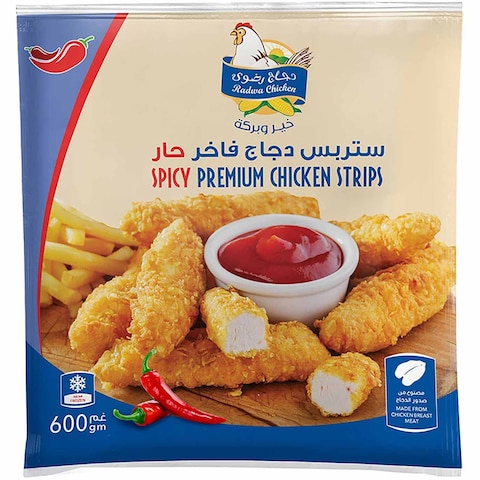 دجاج رضوى
Radwa Chicken
خير وبركة
ستربس دجاج فاخر حار
SPICY PREMIUM CHICKEN STRIPS
FROZEN
600 غم
gm
مصنوع من
صدور الدجاج
MADE FROM
CHICKEN BREAST
MEAT